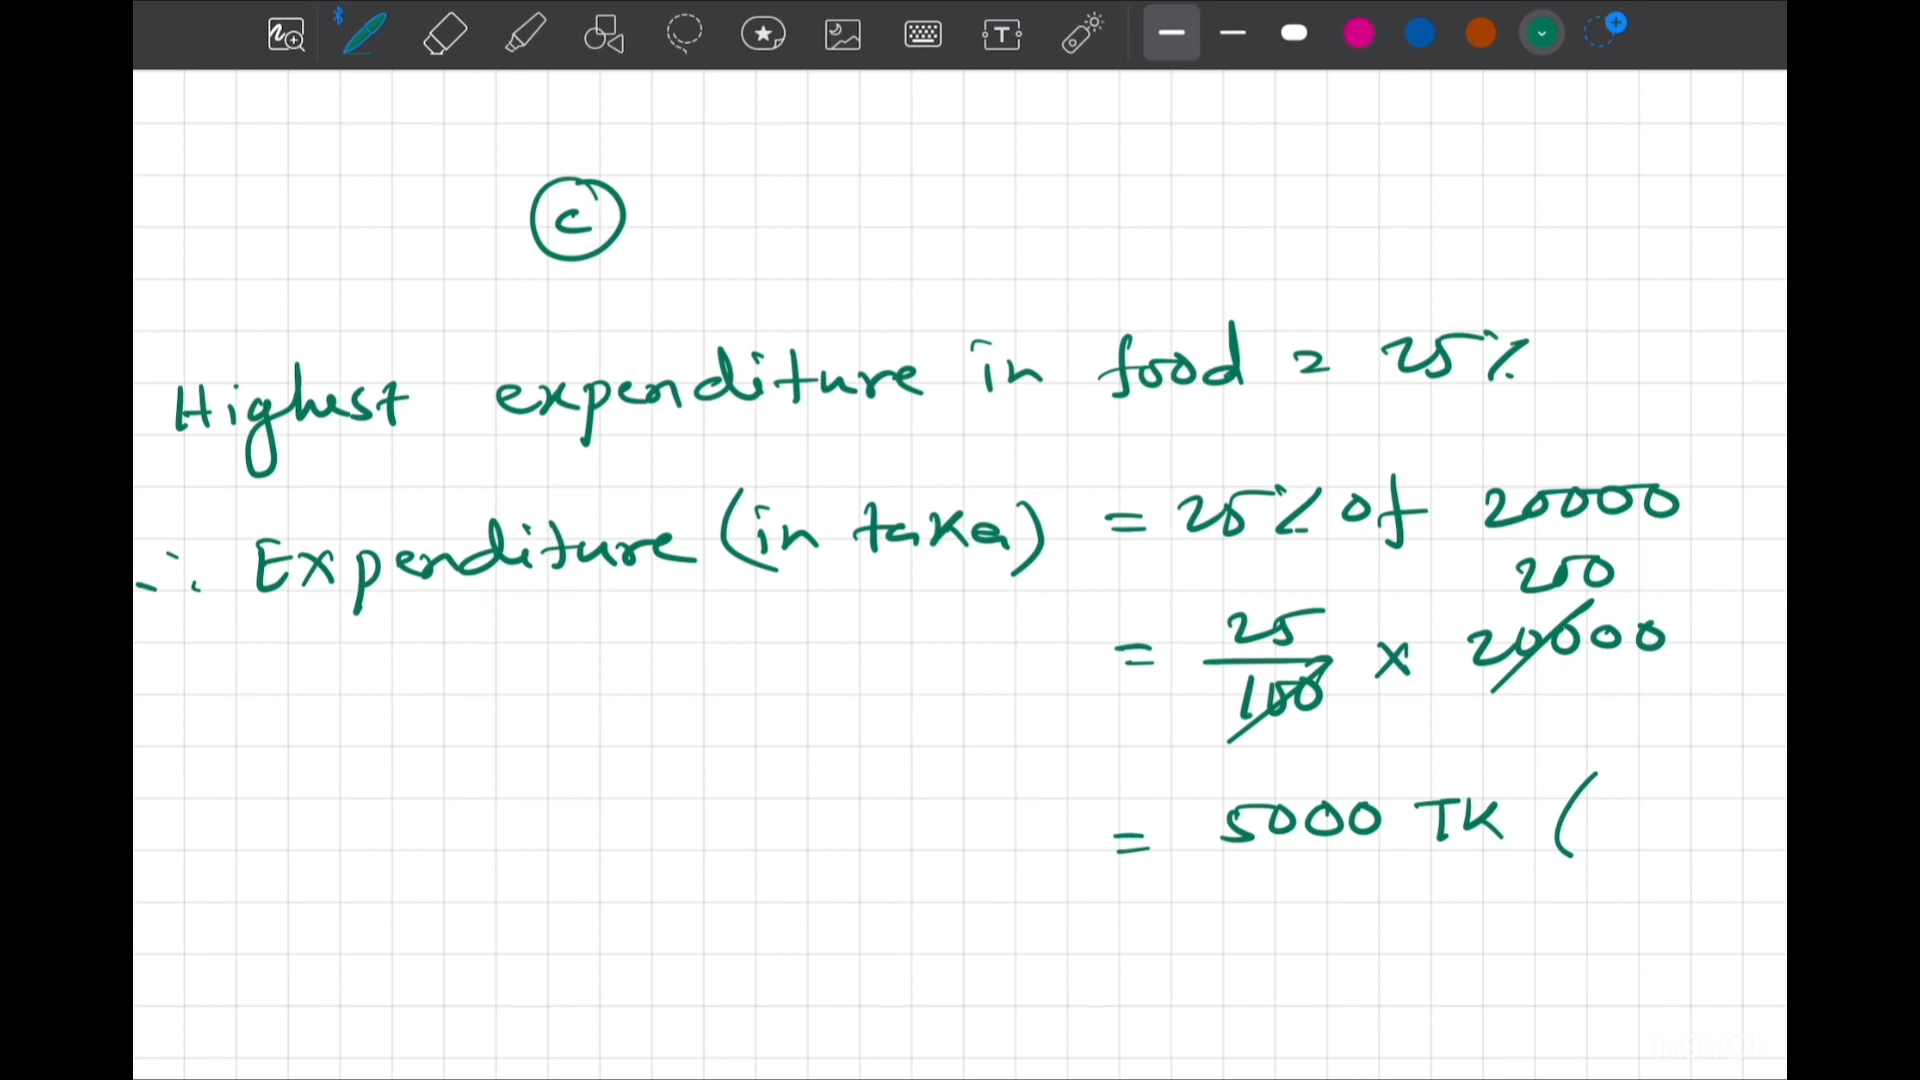 c
Highest expenditure in food = 25%
∴ Expenditure (in taka) = 25% of 20000
200
= 25/100 × 20000
= 5000 TK (